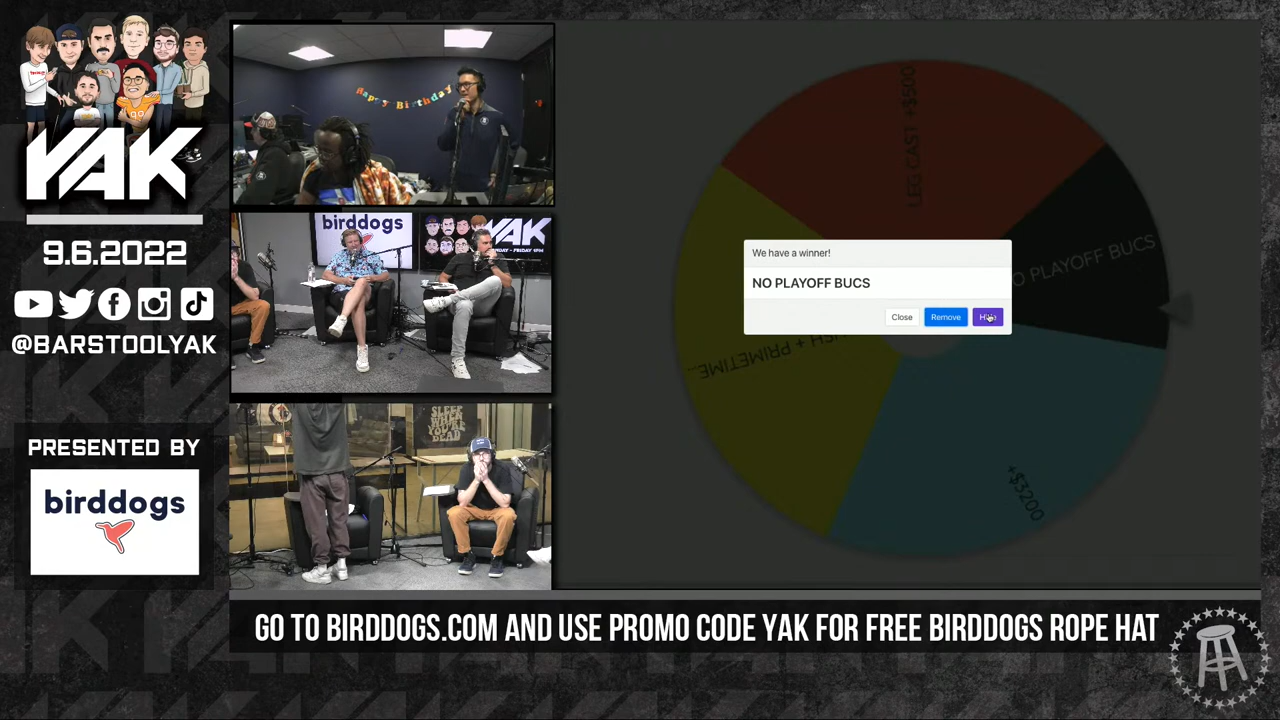 YAK
9.6.2022
@BARSTOOLYAK
PRESENTED BY
birddogs
Happy Birthday
birddogs
YAK
SLEEP
WHEN
YOU'RE
DEAD
LEG CAST +$500
O PLAYOFF BUCS
+$3200
USH + PRIMETIME...
We have a winner!
NO PLAYOFF BUCS
Close
Remove
GO TO BIRDDOGS.COM AND USE PROMO CODE YAK FOR FREE BIRDDOGS ROPE HAT